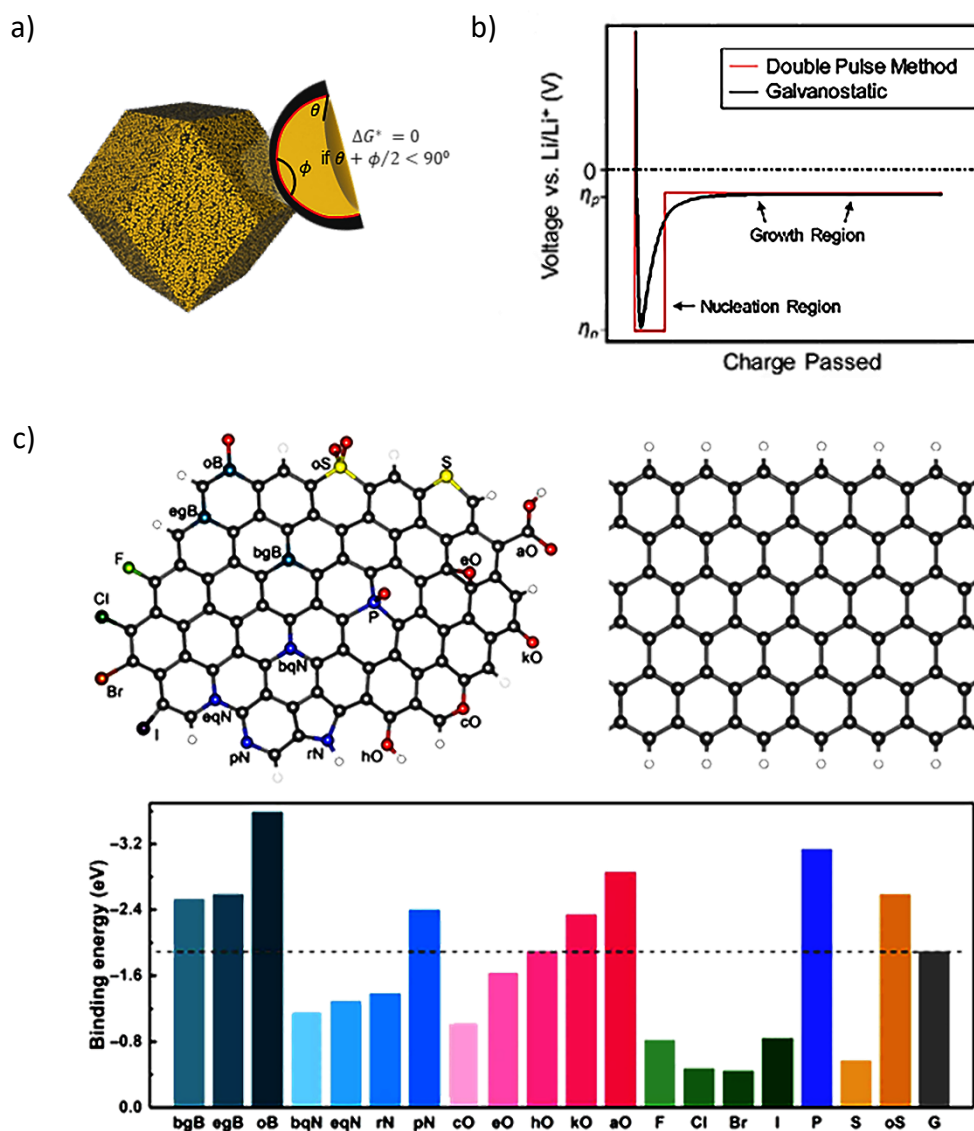 a)
θ
ΔG* = 0
if θ + ϕ/2 < 90º
ϕ
b)
Double Pulse Method
Galvanostatic
Voltage vs. Li/Li⁺ (V)
0
ηp
Growth Region
Nucleation Region
ηn
Charge Passed
c)
oB
oS
S
egB
aO
bgB
eO
F
Cl
P
kO
bqN
Br
eqN
cO
I
pN
rN
hO
Binding energy (eV)
−3.2
−2.4
−1.6
−0.8
0.0
bgB egB oB bqN eqN rN pN cO eO hO kO aO F Cl Br I P S oS G